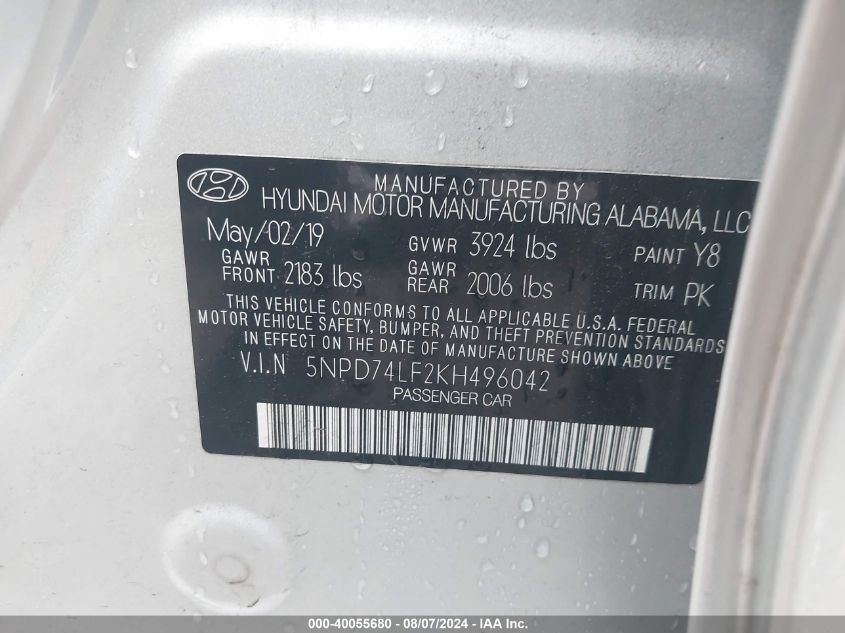 MANUFACTURED BY
HYUNDAI MOTOR MANUFACTURING ALABAMA, LLC
May/02/19 GVWR 3924 lbs PAINT Y8
GAWR FRONT 2183 lbs GAWR REAR 2006 lbs TRIM PK
THIS VEHICLE CONFORMS TO ALL APPLICABLE U.S.A. FEDERAL
MOTOR VEHICLE SAFETY, BUMPER, AND THEFT PREVENTION STANDARDS
IN EFFECT ON THE DATE OF MANUFACTURE SHOWN ABOVE
V.I.N 5NPD74LF2KH496042
PASSENGER CAR
000-40055680 - 08/07/2024 - IAA Inc.